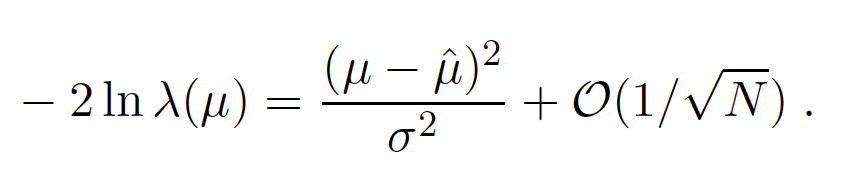 − 2 ln λ(μ) = (μ − μ̂)² / σ² + 𝒪(1/√N) .